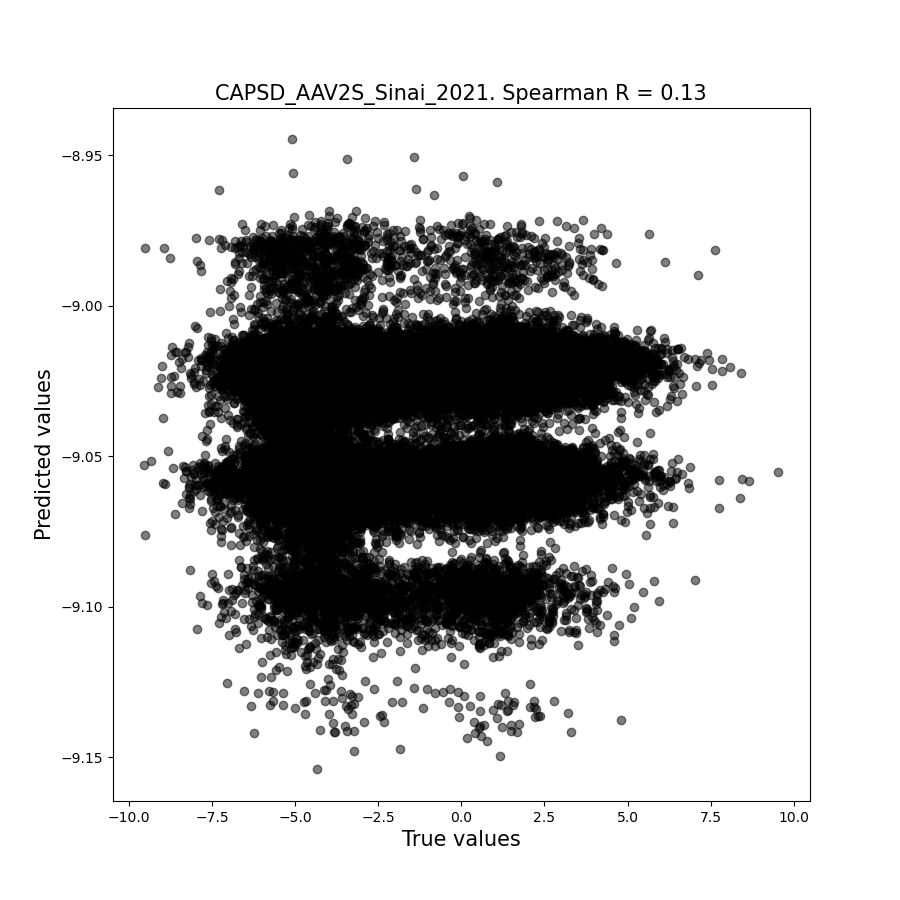 CAPSD_AAV2S_Sinai_2021. Spearman R = 0.13
Predicted values
−8.95
−9.00
−9.05
−9.10
−9.15
−10.0 −7.5 −5.0 −2.5 0.0 2.5 5.0 7.5 10.0
True values